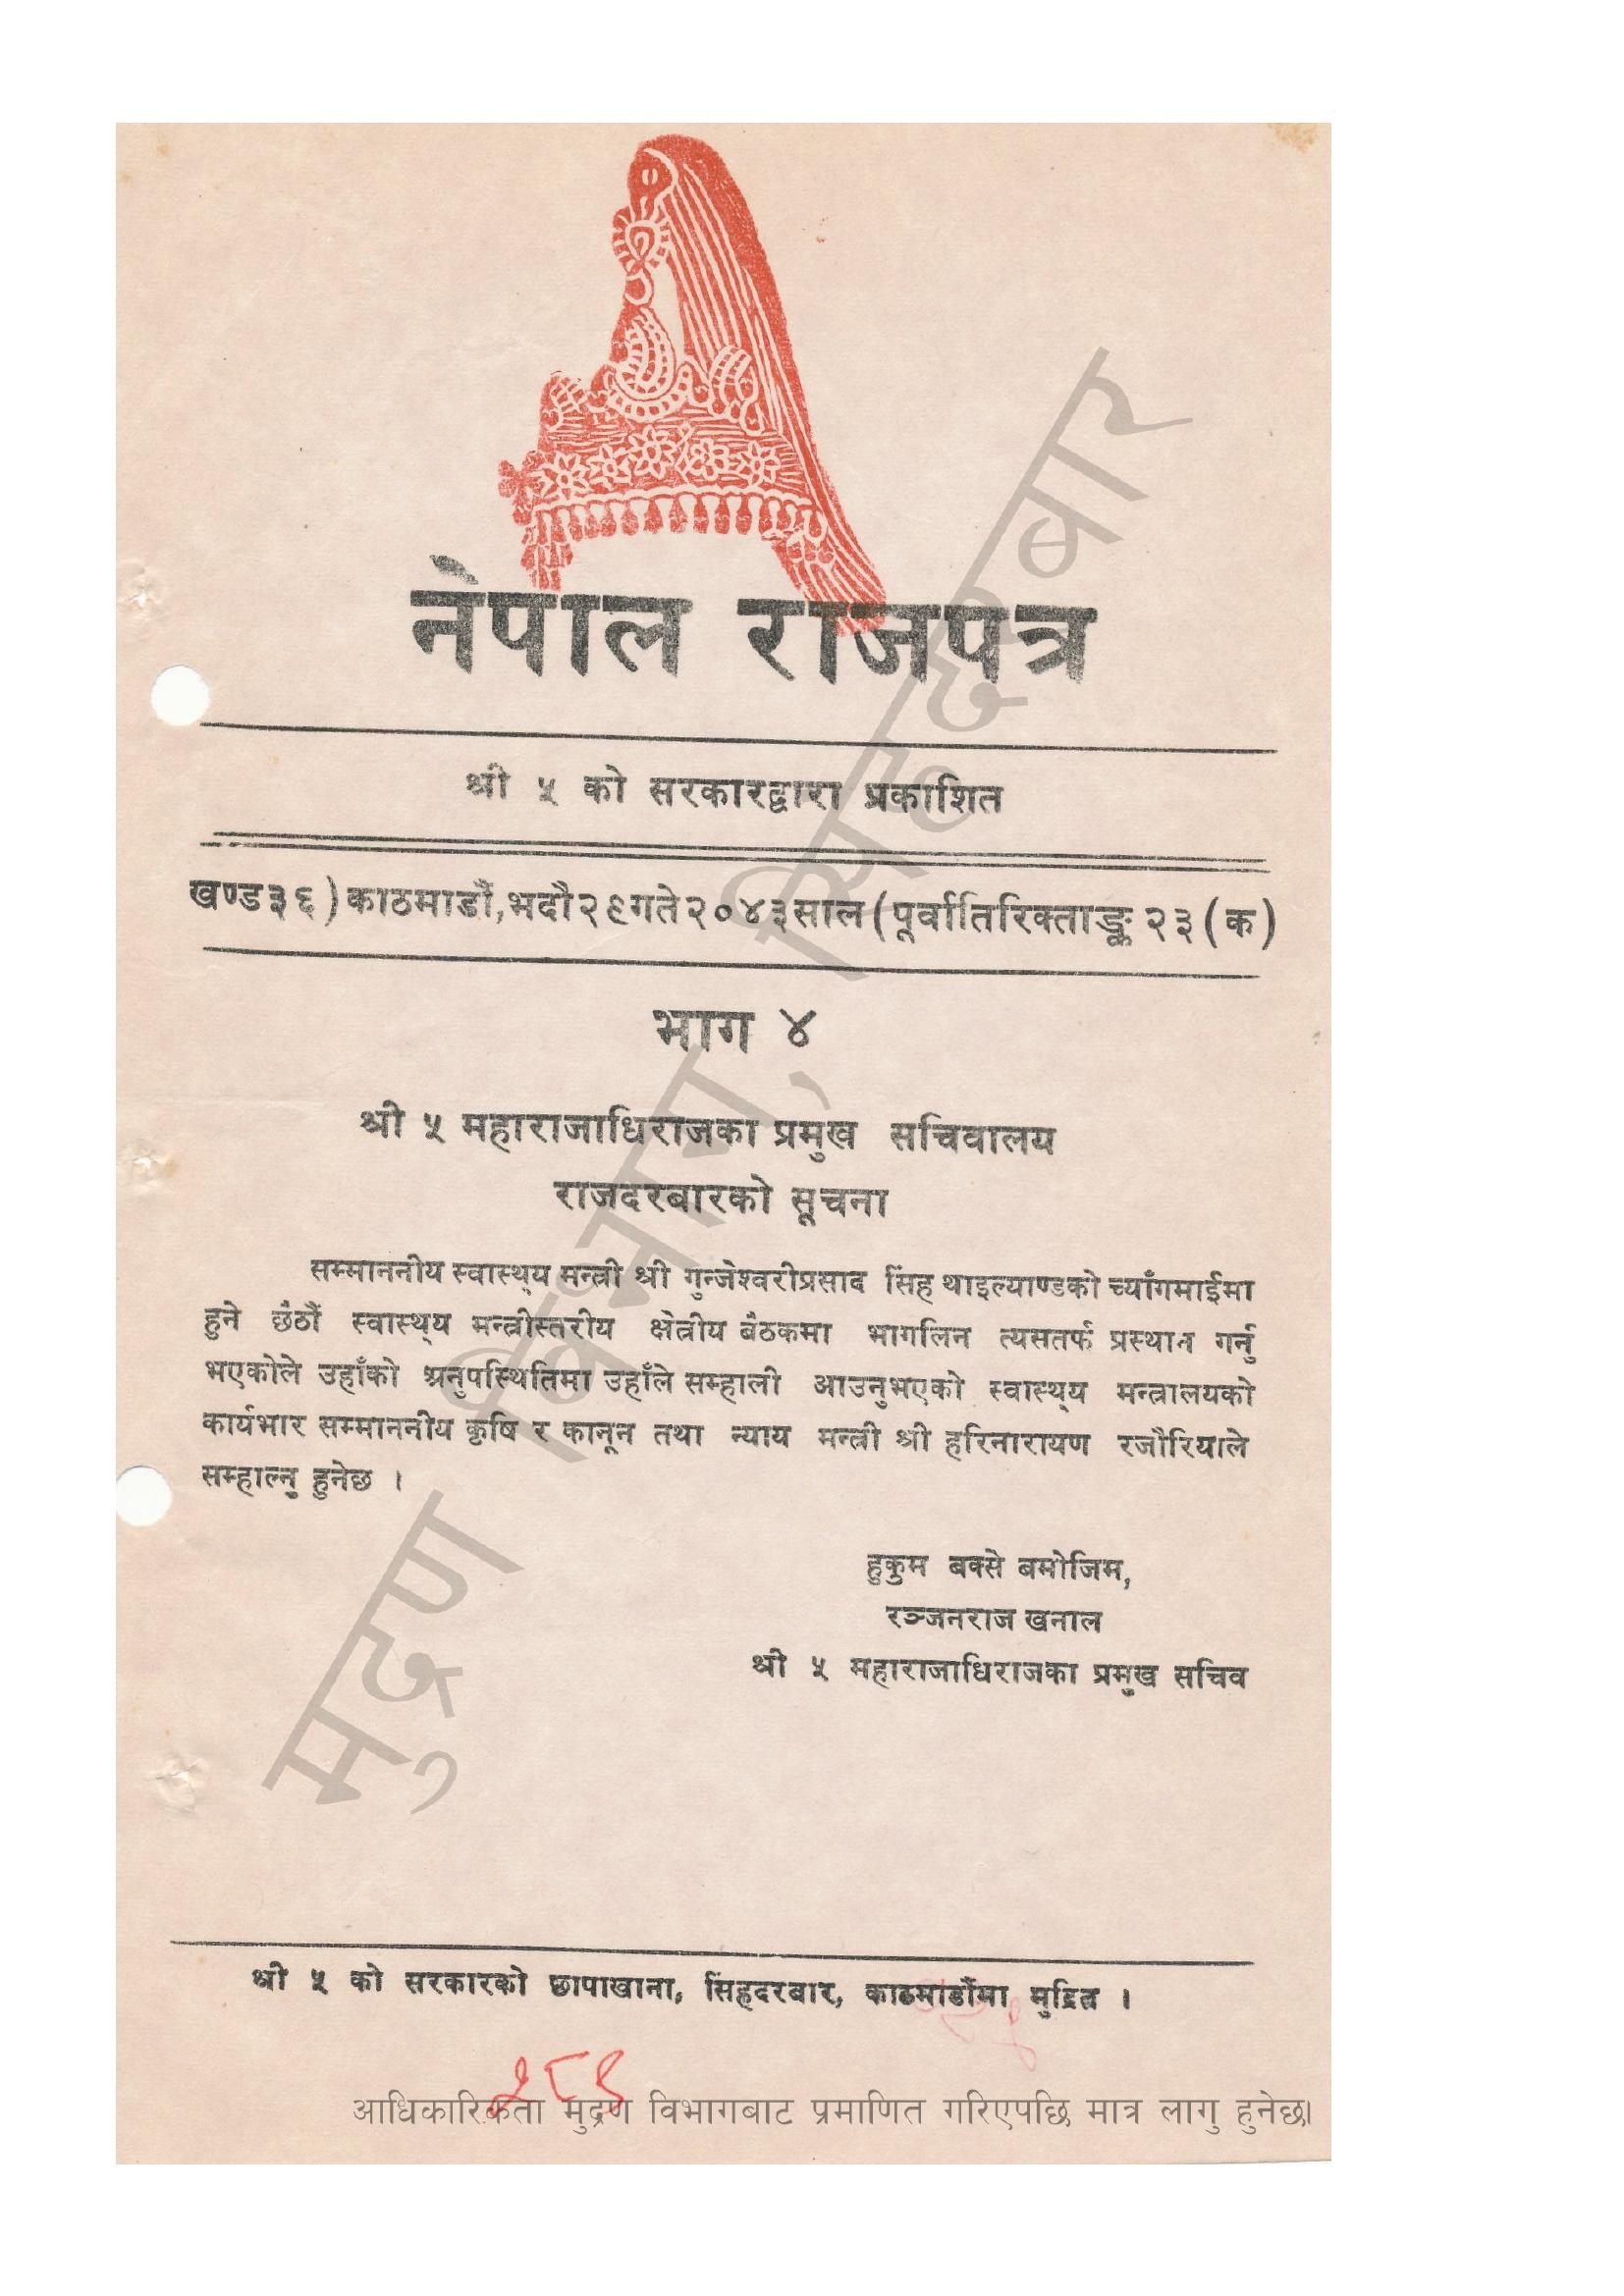 नेपाल राजपत्र
श्री ५ को सरकारद्वारा प्रकाशित
खण्ड ३६) काठमाडौं, भदौ २९ गते २०४३ साल (पूर्वातिरिक्ताङ्क २३ (क)
भाग ४
श्री ५ महाराजाधिराजका प्रमुख सचिवालय
राजदरबारको सूचना
सम्माननीय स्वास्थ्य मन्त्री श्री गुन्जेश्वरीप्रसाद सिंह थाइल्याण्डको च्याँगमाईमा
हुने छैठौं स्वास्थ्य मन्त्रीस्तरीय क्षेत्रीय बैठकमा भागलिन त्यसतर्फ प्रस्थान गर्नु
भएकोले उहाँको अनुपस्थितिमा उहाँले सम्हाली आउनुभएको स्वास्थ्य मन्त्रालयको
कार्यभार सम्माननीय कृषि र कानून तथा न्याय मन्त्री श्री हरिनारायण रजौरियाले
सम्हाल्नु हुनेछ ।
हुकुम बक्से बमोजिम,
रञ्जनराज खनाल
श्री ५ महाराजाधिराजका प्रमुख सचिव
श्री ५ को सरकारको छापाखाना, सिंहदरबार, काठमाडौंमा मुद्रित ।
आधिकारिकता मुद्रण विभागबाट प्रमाणित गरिएपछि मात्र लागु हुनेछ।
मुद्रण विभाग, सिंहदरबार